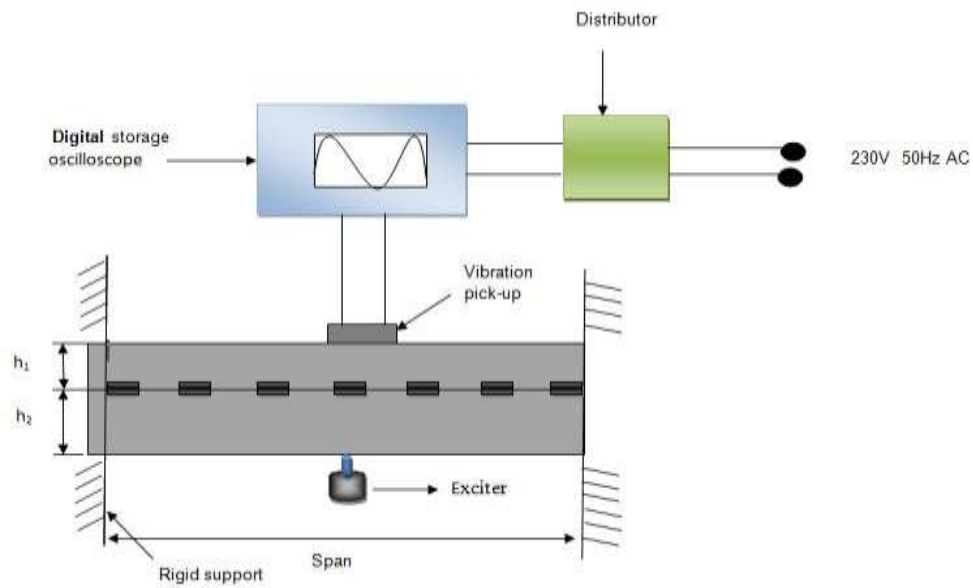 Distributor
Digital storage
oscilloscope
230V 50Hz AC
Vibration
pick-up
h₁
h₂
Exciter
Span
Rigid support